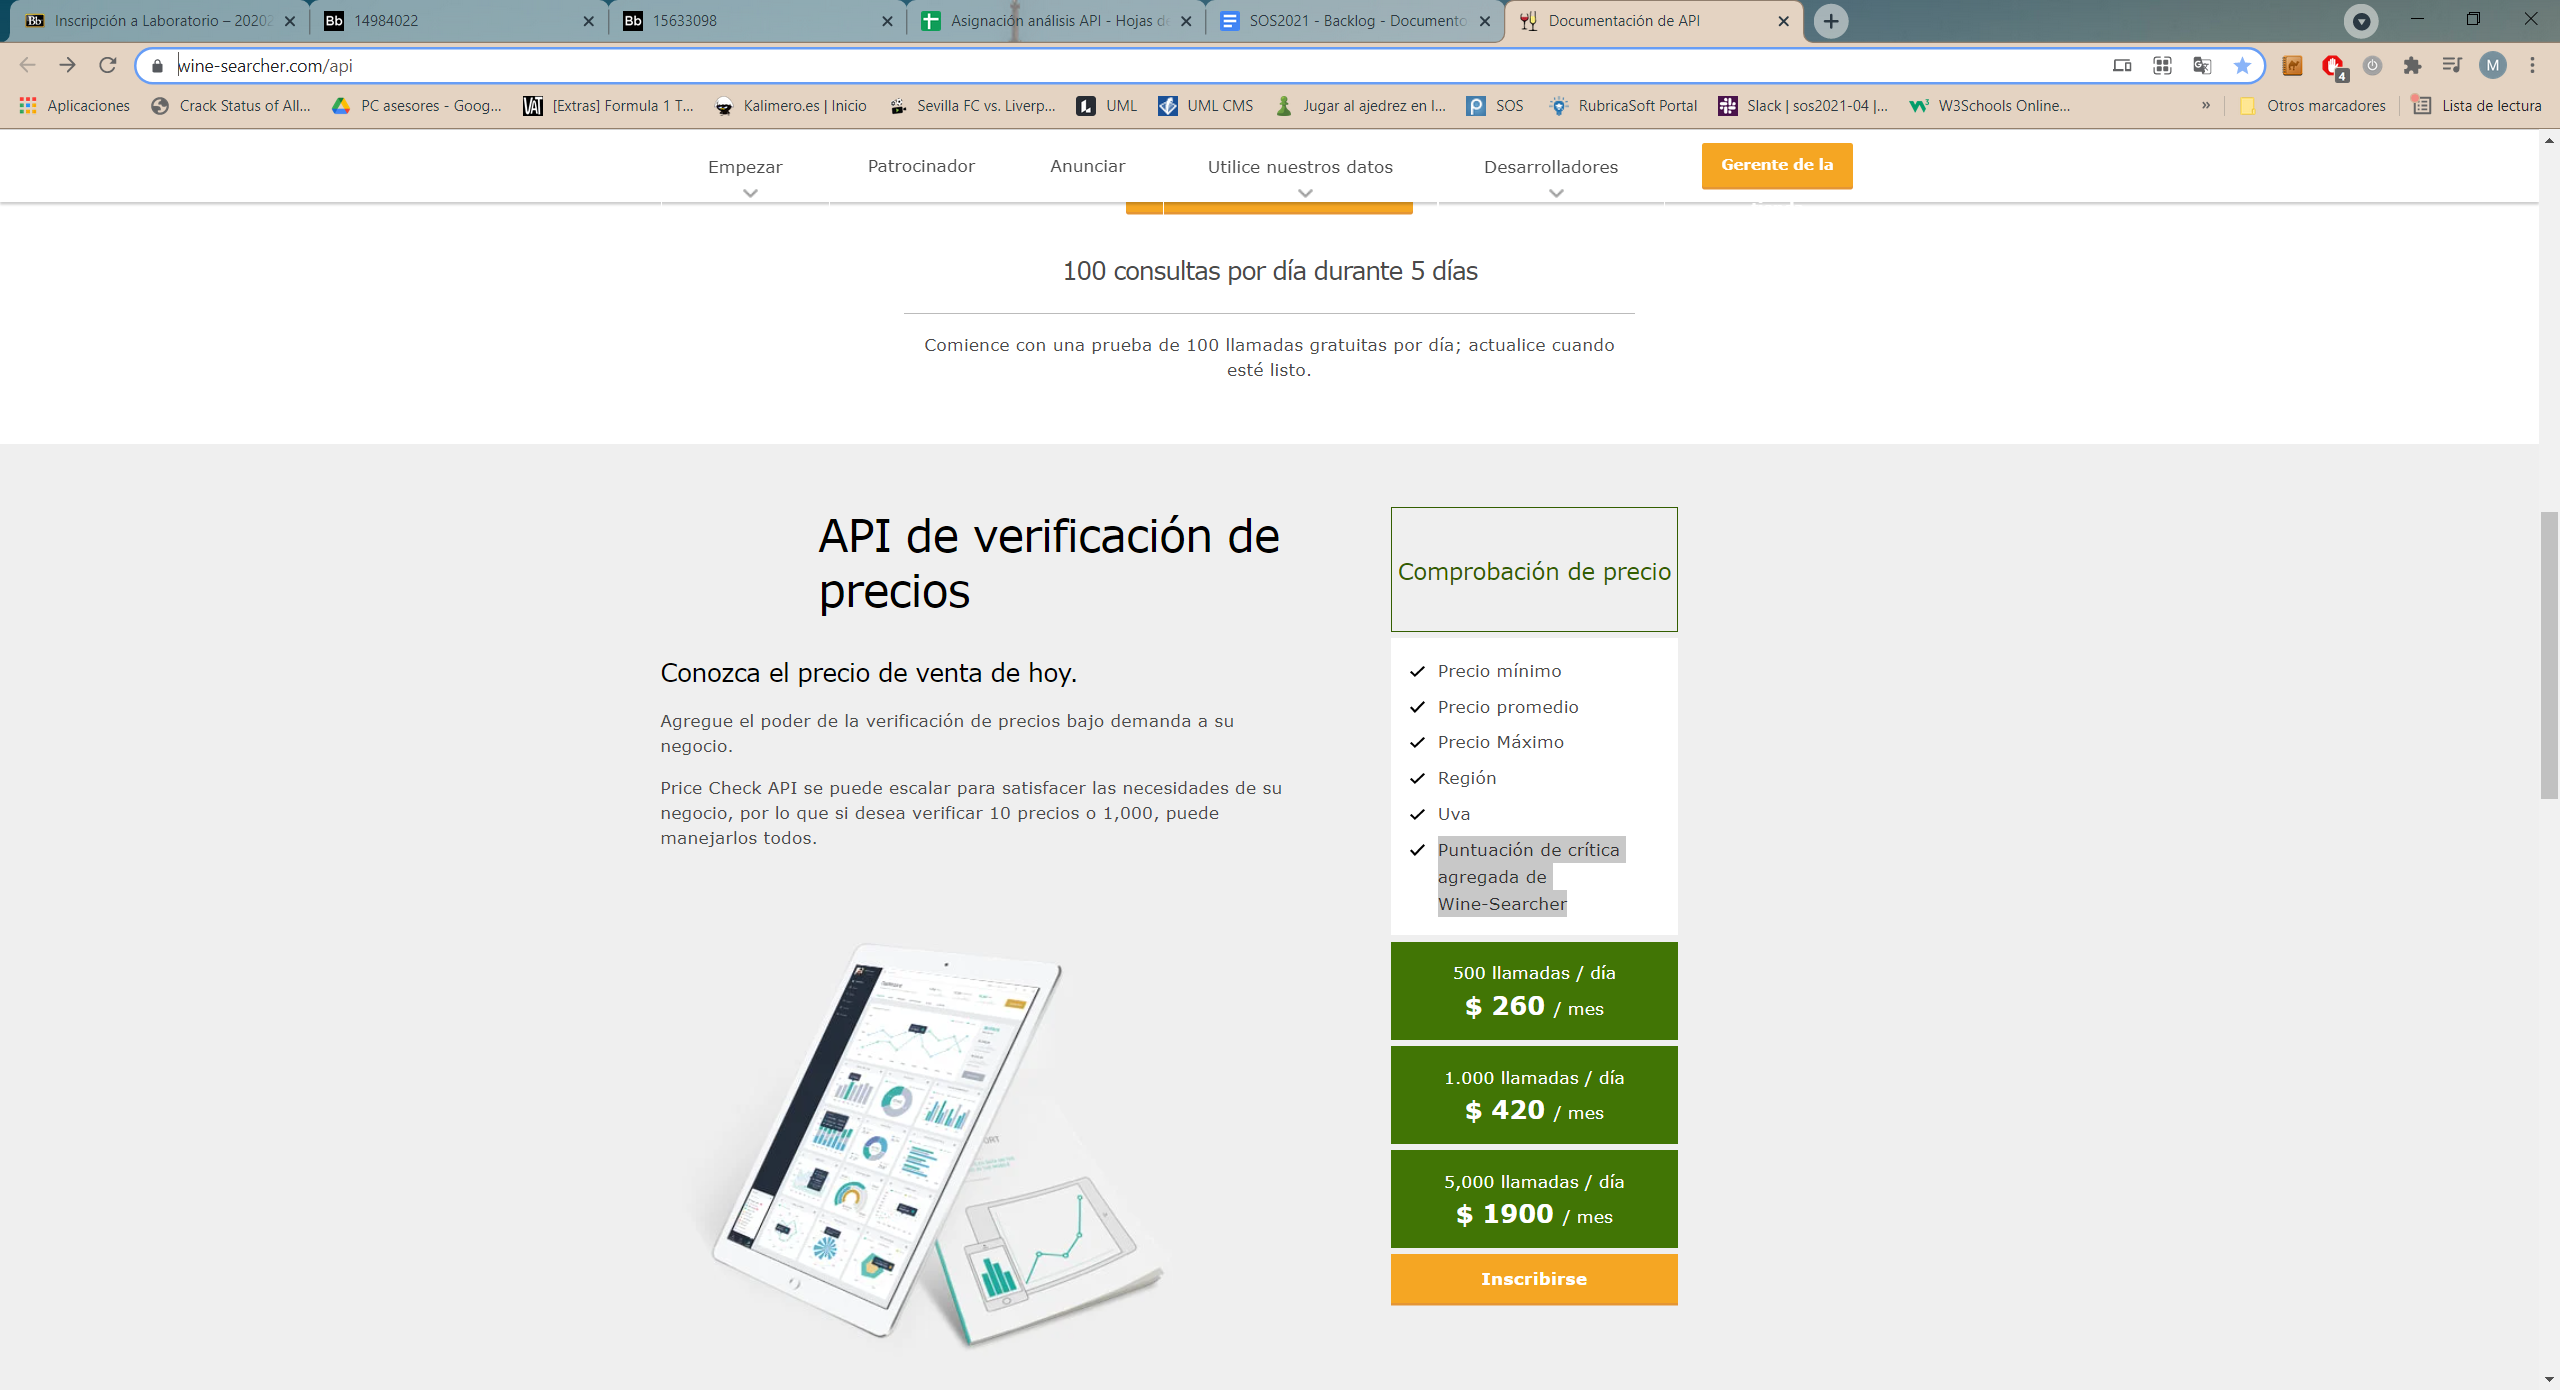 Inscripción a Laboratorio – 20202
14984022
15633098
Asignación análisis API - Hojas de
SOS2021 - Backlog - Documento
Documentación de API
wine-searcher.com/api
4
M
Aplicaciones
Crack Status of All...
PC asesores - Goog...
[Extras] Formula 1 T...
Kalimero.es | Inicio
Sevilla FC vs. Liverp...
UML
UML CMS
Jugar al ajedrez en l...
SOS
RubricaSoft Portal
Slack | sos2021-04 |...
W3Schools Online...
»
Otros marcadores
Lista de lectura
Empezar
Patrocinador
Anunciar
Utilice nuestros datos
Desarrolladores
Gerente de la
100 consultas por día durante 5 días
Comience con una prueba de 100 llamadas gratuitas por día; actualice cuando
esté listo.
API de verificación de
precios
Conozca el precio de venta de hoy.
Agregue el poder de la verificación de precios bajo demanda a su
negocio.
Price Check API se puede escalar para satisfacer las necesidades de su
negocio, por lo que si desea verificar 10 precios o 1,000, puede
manejarlos todos.
Comprobación de precio
Precio mínimo
Precio promedio
Precio Máximo
Región
Uva
Puntuación de crítica
agregada de
Wine-Searcher
500 llamadas / día
$ 260 / mes
1.000 llamadas / día
$ 420 / mes
5,000 llamadas / día
$ 1900 / mes
Inscribirse